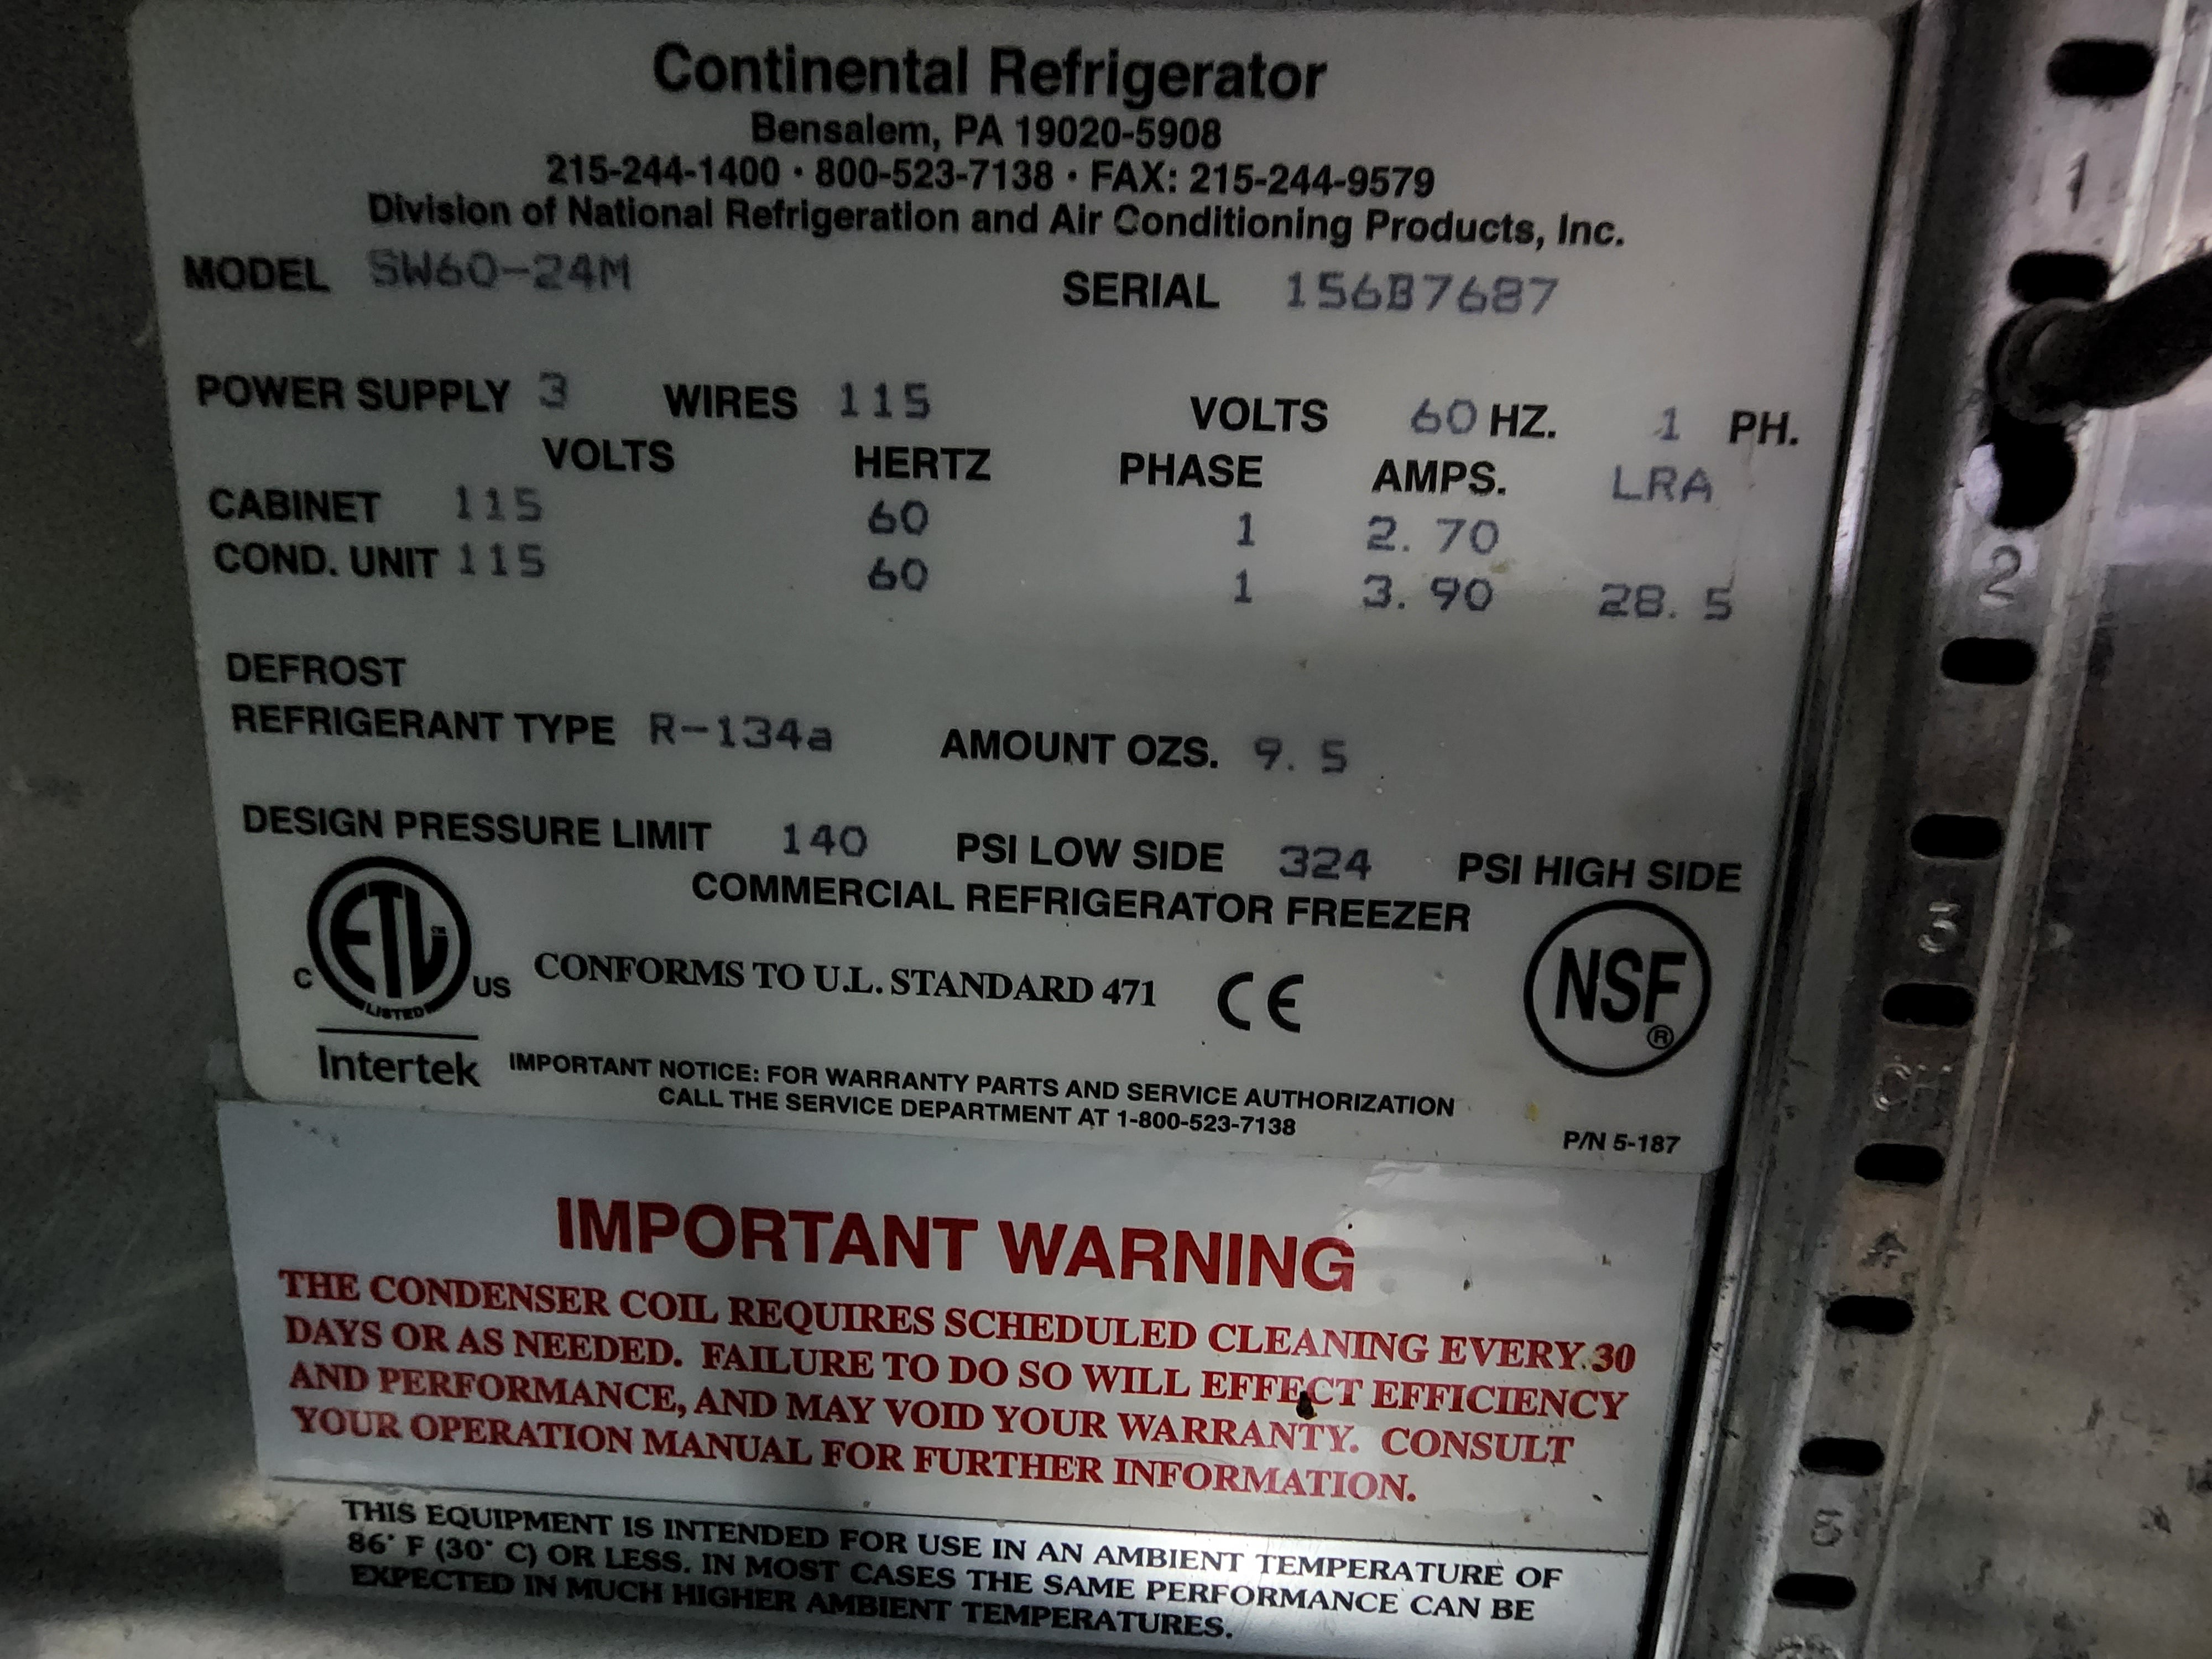 Continental Refrigerator
Bensalem, PA 19020-5908
215-244-1400 · 800-523-7138 · FAX: 215-244-9579
Division of National Refrigeration and Air Conditioning Products, Inc.
MODEL SW60-24M SERIAL 156B7687
POWER SUPPLY 3 WIRES 115 VOLTS 60 HZ. 1 PH.
VOLTS HERTZ PHASE AMPS. LRA
CABINET 115 60 1 2.70
COND. UNIT 115 60 1 3.90 28.5
DEFROST
REFRIGERANT TYPE R-134a AMOUNT OZS. 9.5
DESIGN PRESSURE LIMIT 140 PSI LOW SIDE 324 PSI HIGH SIDE
COMMERCIAL REFRIGERATOR FREEZER
C ETL US
LISTED
CONFORMS TO U.L. STANDARD 471 CE
NSF®
Intertek
IMPORTANT NOTICE: FOR WARRANTY PARTS AND SERVICE AUTHORIZATION
CALL THE SERVICE DEPARTMENT AT 1-800-523-7138
P/N 5-187
IMPORTANT WARNING
THE CONDENSER COIL REQUIRES SCHEDULED CLEANING EVERY 30
DAYS OR AS NEEDED. FAILURE TO DO SO WILL EFFECT EFFICIENCY
AND PERFORMANCE, AND MAY VOID YOUR WARRANTY. CONSULT
YOUR OPERATION MANUAL FOR FURTHER INFORMATION.
THIS EQUIPMENT IS INTENDED FOR USE IN AN AMBIENT TEMPERATURE OF
86° F (30° C) OR LESS. IN MOST CASES THE SAME PERFORMANCE CAN BE
EXPECTED IN MUCH HIGHER AMBIENT TEMPERATURES.
1
2
3
4
5